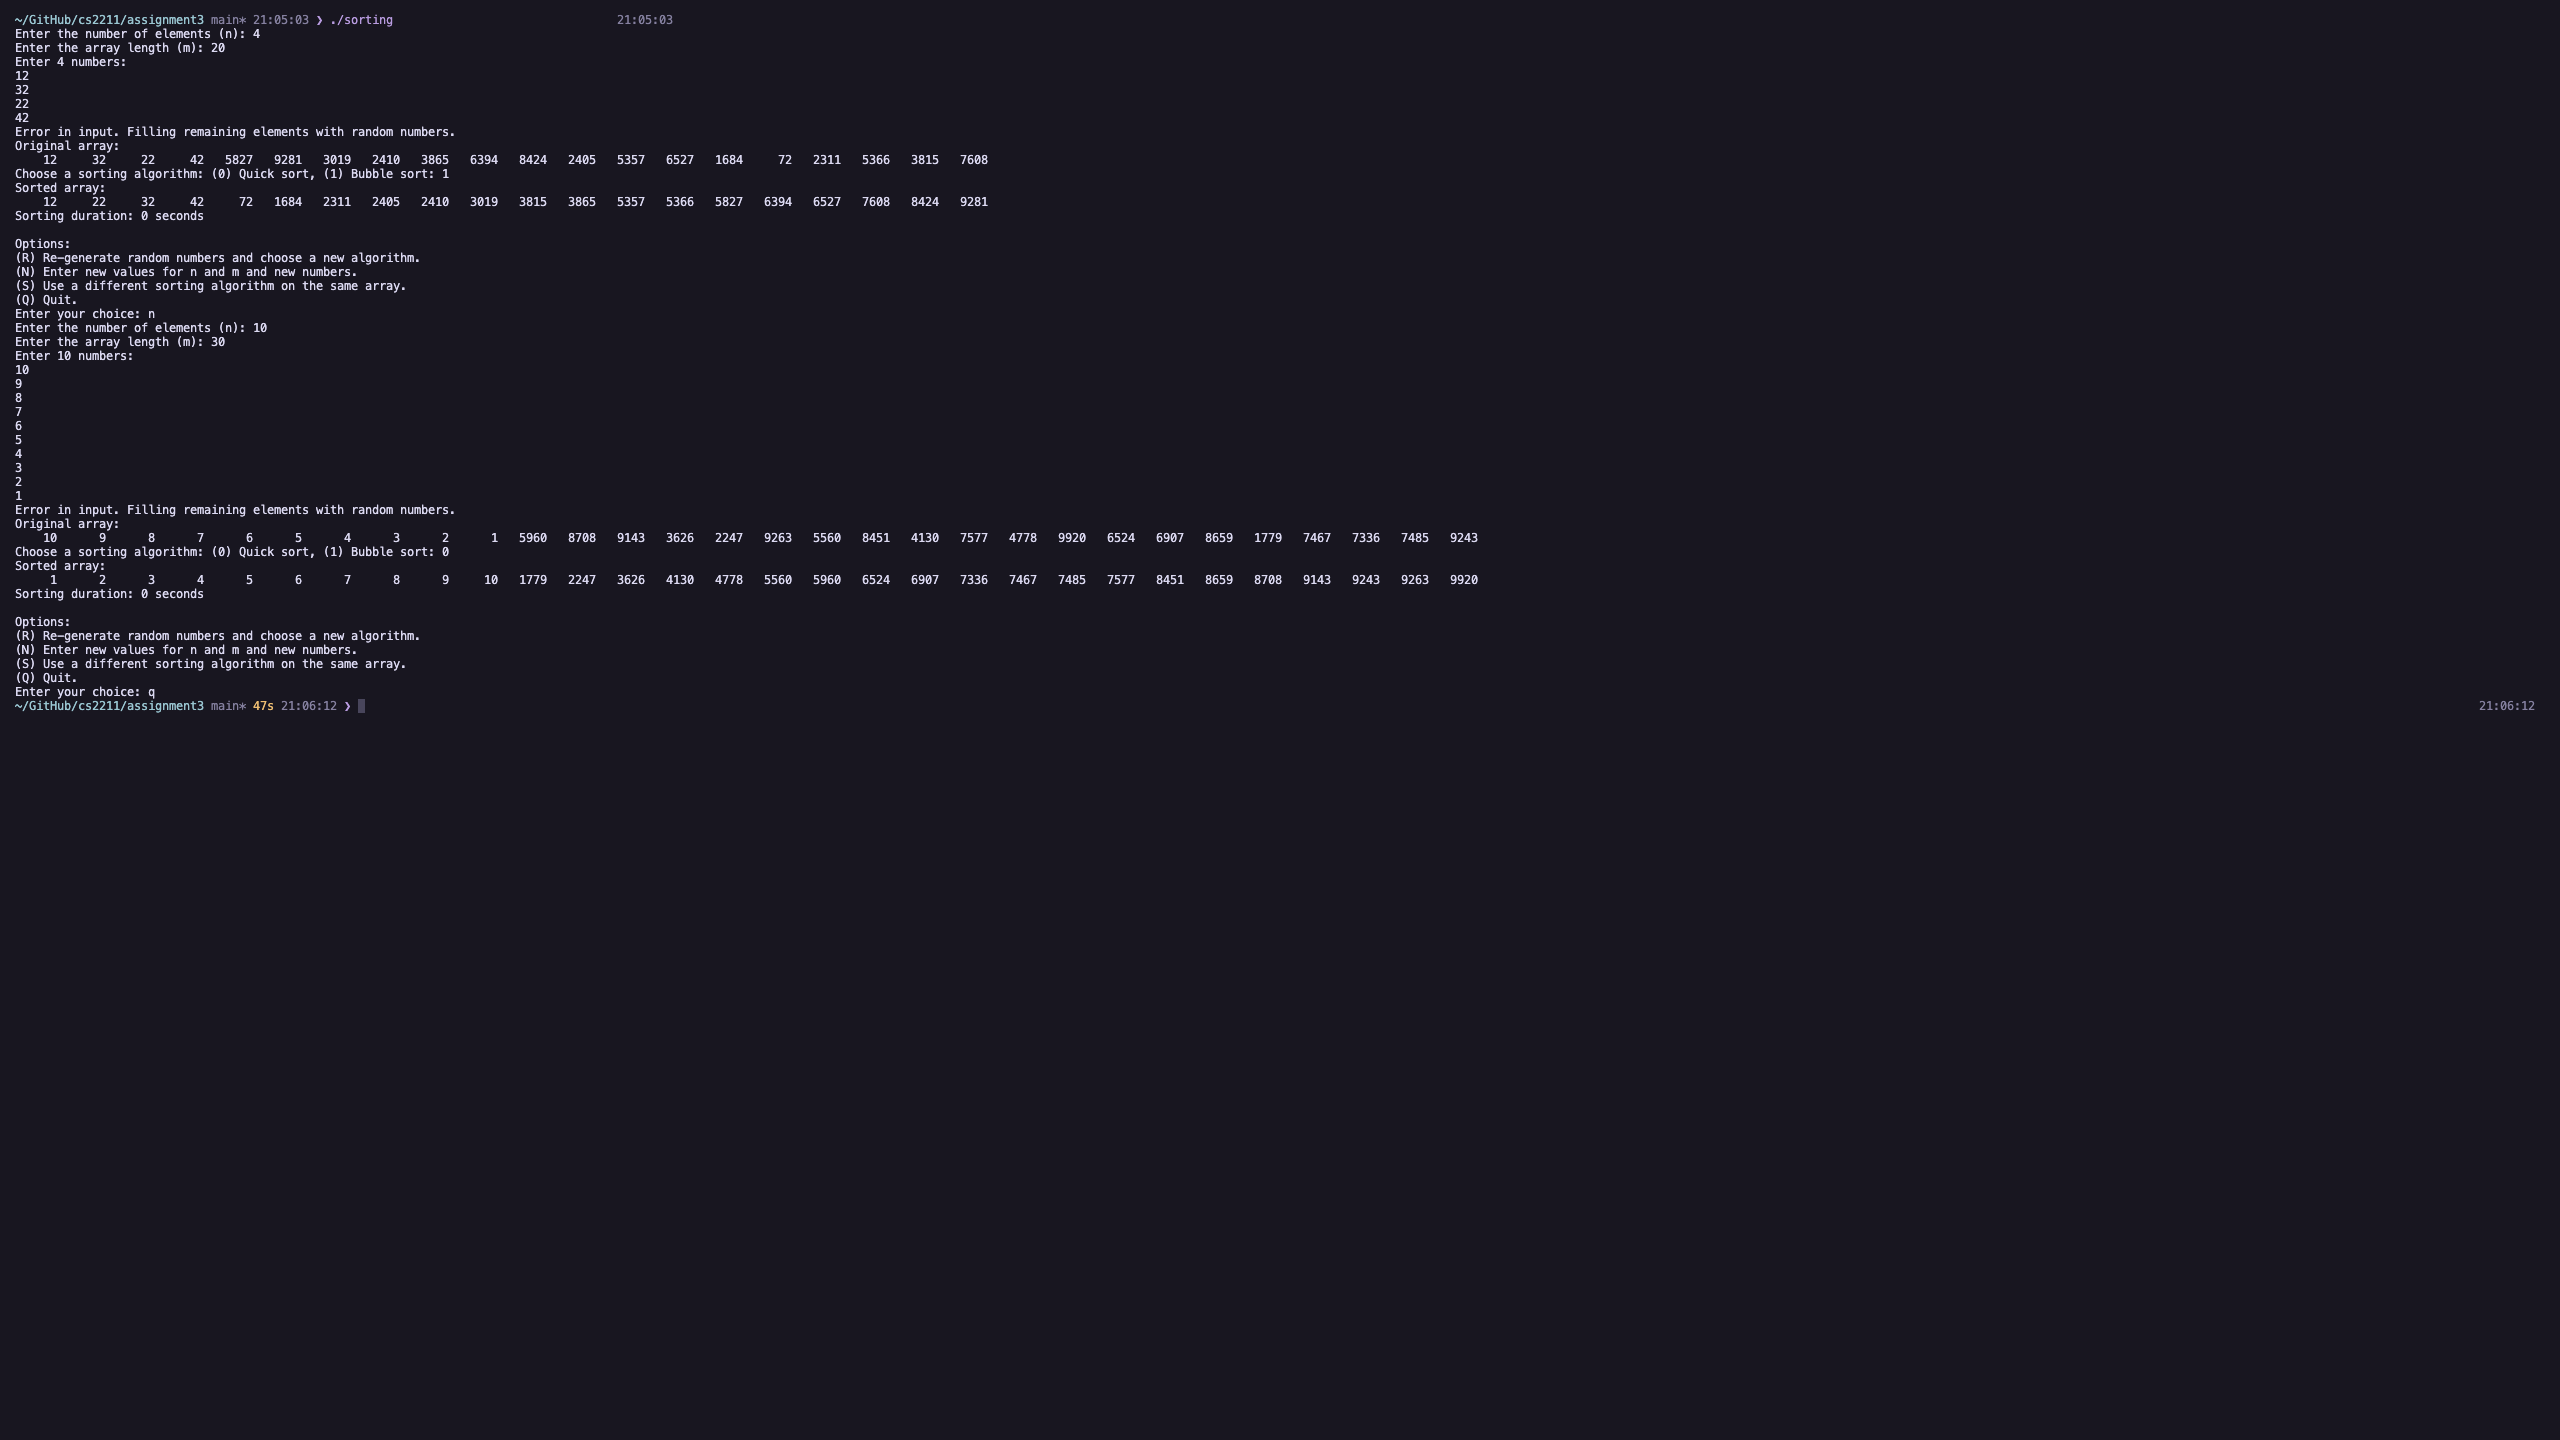 ~/GitHub/cs2211/assignment3 main* 21:05:03 ❯ ./sorting 21:05:03
Enter the number of elements (n): 4
Enter the array length (m): 20
Enter 4 numbers:
12
32
22
42
Error in input. Filling remaining elements with random numbers.
Original array:
12 32 22 42 5827 9281 3019 2410 3865 6394 8424 2405 5357 6527 1684 72 2311 5366 3815 7608
Choose a sorting algorithm: (0) Quick sort, (1) Bubble sort: 1
Sorted array:
12 22 32 42 72 1684 2311 2405 2410 3019 3815 3865 5357 5366 5827 6394 6527 7608 8424 9281
Sorting duration: 0 seconds
Options:
(R) Re-generate random numbers and choose a new algorithm.
(N) Enter new values for n and m and new numbers.
(S) Use a different sorting algorithm on the same array.
(Q) Quit.
Enter your choice: n
Enter the number of elements (n): 10
Enter the array length (m): 30
Enter 10 numbers:
10
9
8
7
6
5
4
3
2
1
Error in input. Filling remaining elements with random numbers.
Original array:
10 9 8 7 6 5 4 3 2 1 5960 8708 9143 3626 2247 9263 5560 8451 4130 7577 4778 9920 6524 6907 8659 1779 7467 7336 7485 9243
Choose a sorting algorithm: (0) Quick sort, (1) Bubble sort: 0
Sorted array:
1 2 3 4 5 6 7 8 9 10 1779 2247 3626 4130 4778 5560 5960 6524 6907 7336 7467 7485 7577 8451 8659 8708 9143 9243 9263 9920
Sorting duration: 0 seconds
Options:
(R) Re-generate random numbers and choose a new algorithm.
(N) Enter new values for n and m and new numbers.
(S) Use a different sorting algorithm on the same array.
(Q) Quit.
Enter your choice: q
~/GitHub/cs2211/assignment3 main* 47s 21:06:12 ❯ 21:06:12